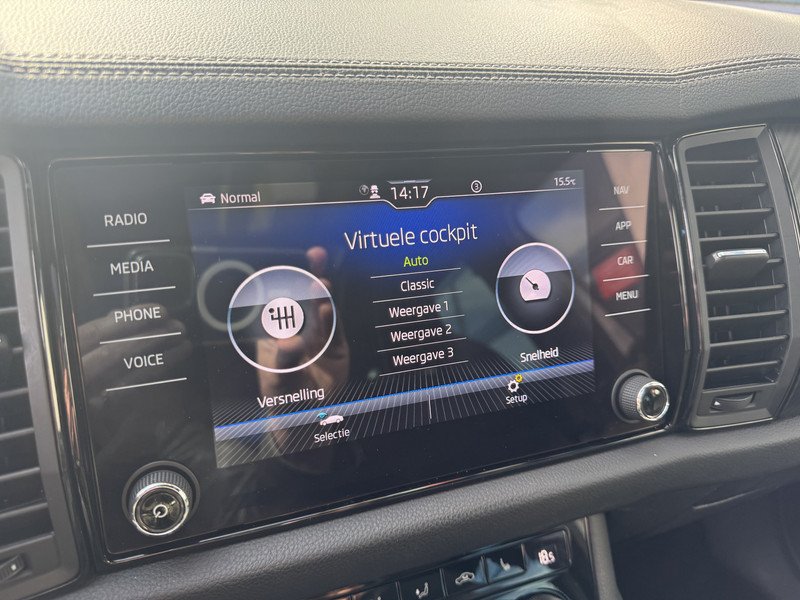 RADIO
MEDIA
PHONE
VOICE
Normal
14:17
3
15.5°C
Virtuele cockpit
Auto
Classic
Weergave 1
Weergave 2
Weergave 3
Versnelling
Snelheid
Selectie
Setup
NAV
APP
CAR
MENU